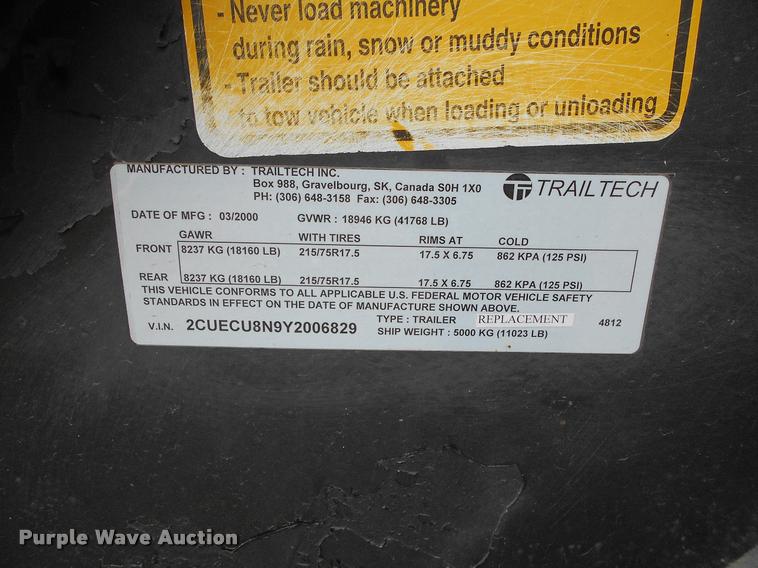 - Never load machinery
during rain, snow or muddy conditions
- Trailer should be attached
to tow vehicle when loading or unloading
MANUFACTURED BY : TRAILTECH INC.
Box 988, Gravelbourg, SK, Canada S0H 1X0
PH: (306) 648-3158 Fax: (306) 648-3305
TRAILTECH
DATE OF MFG : 03/2000 GVWR : 18946 KG (41768 LB)
GAWR WITH TIRES RIMS AT COLD
FRONT 8237 KG (18160 LB) 215/75R17.5 17.5 X 6.75 862 KPA (125 PSI)
REAR 8237 KG (18160 LB) 215/75R17.5 17.5 X 6.75 862 KPA (125 PSI)
THIS VEHICLE CONFORMS TO ALL APPLICABLE U.S. FEDERAL MOTOR VEHICLE SAFETY
STANDARDS IN EFFECT ON THE DATE OF MANUFACTURE SHOWN ABOVE.
V.I.N. 2CUECU8N9Y2006829 TYPE : TRAILER REPLACEMENT 4812
SHIP WEIGHT : 5000 KG (11023 LB)
Purple Wave Auction